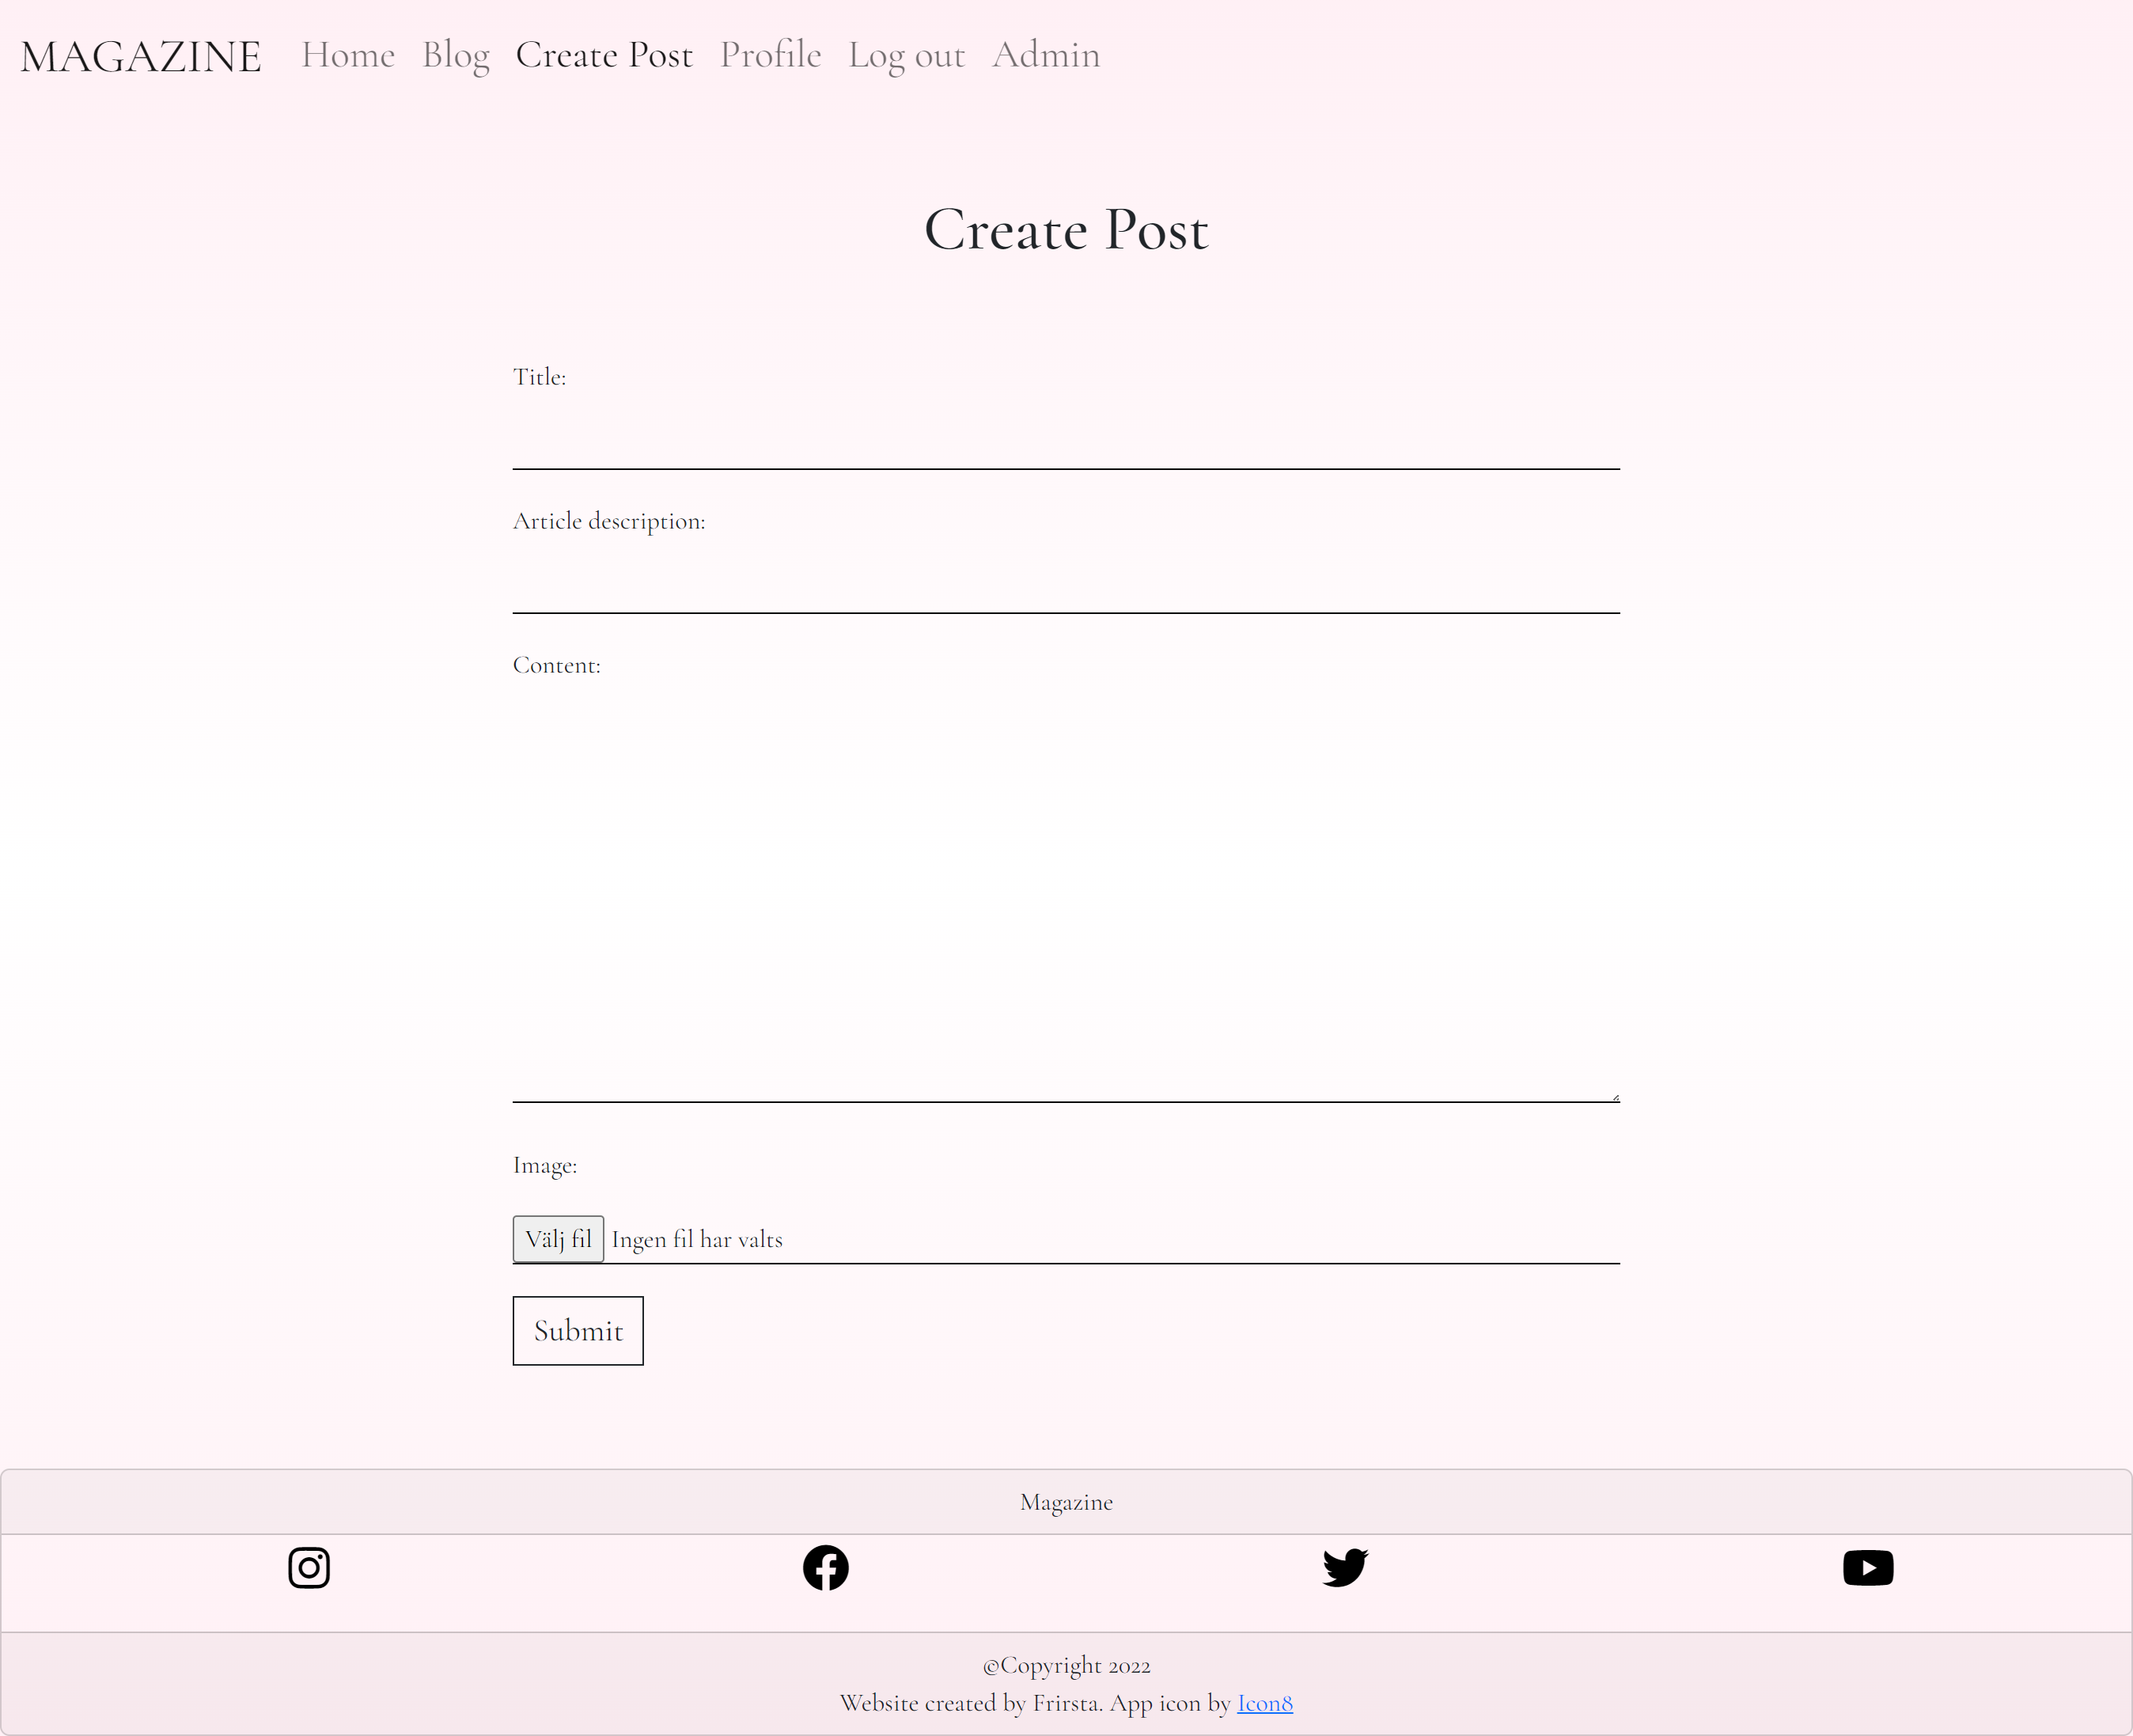 MAGAZINE Home Blog Create Post Profile Log out Admin
Create Post
Title:
Article description:
Content:
Image:
Välj fil Ingen fil har valts
Submit
Magazine
©Copyright 2022
Website created by Frirsta. App icon by Icon8